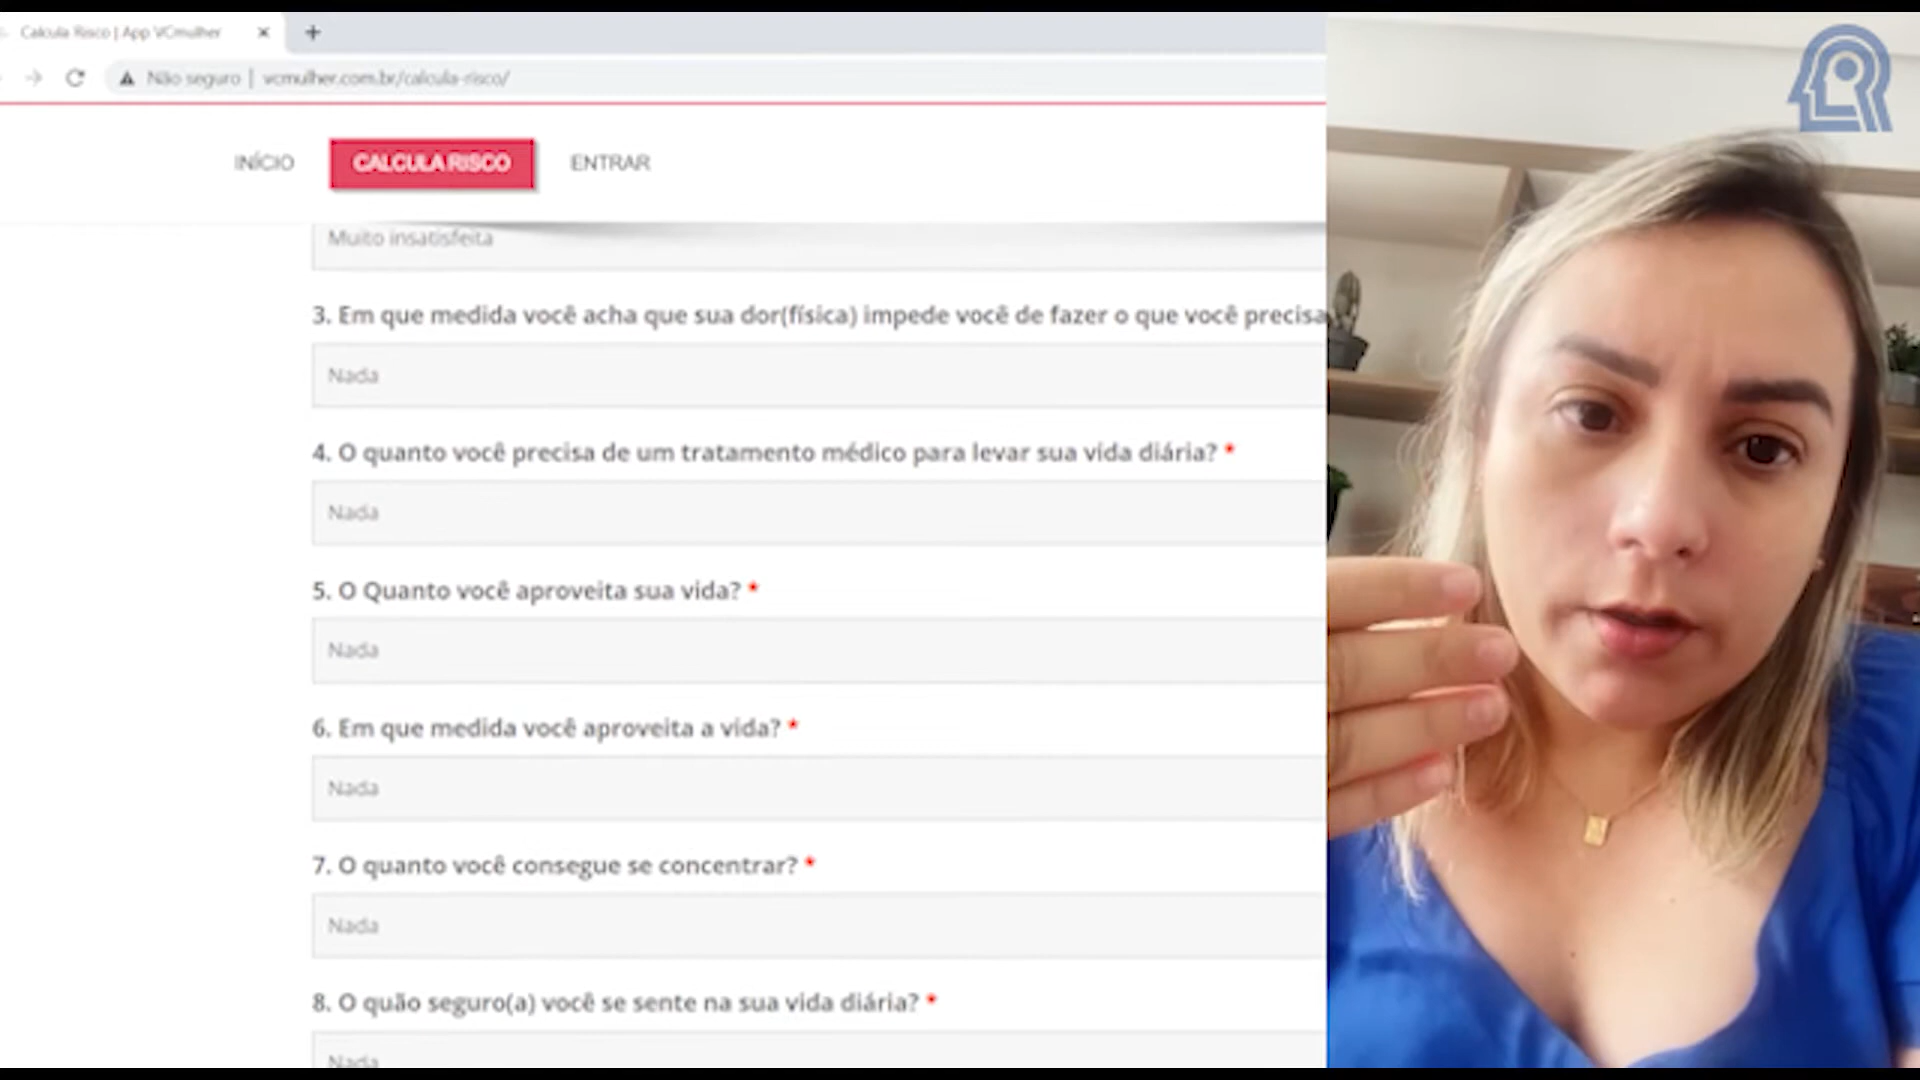 Calcula Risco | App VCmulher
Não seguro | vcmulher.com.br/calcula-risco/
INÍCIO
CALCULA RISCO
ENTRAR
Muito insatisfeita
3. Em que medida você acha que sua dor(física) impede você de fazer o que você precisa
Nada
4. O quanto você precisa de um tratamento médico para levar sua vida diária? *
Nada
5. O Quanto você aproveita sua vida? *
Nada
6. Em que medida você aproveita a vida? *
Nada
7. O quanto você consegue se concentrar? *
Nada
8. O quão seguro(a) você se sente na sua vida diária? *
Nada